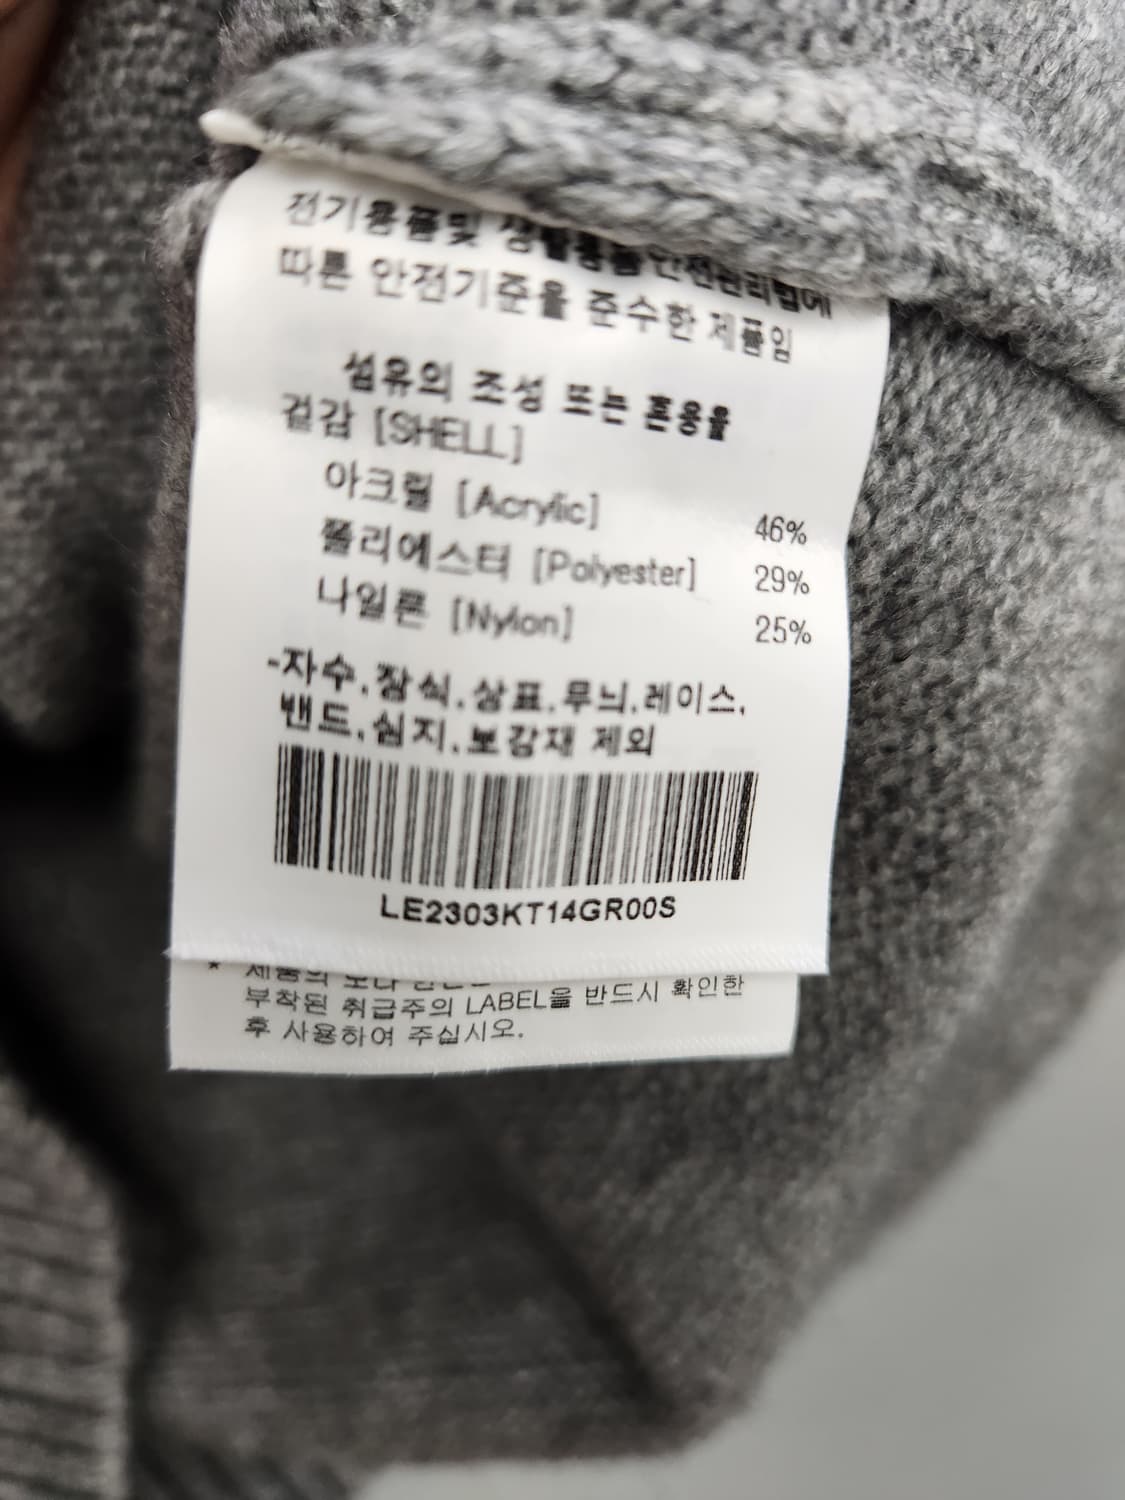 전기용품및 생활용품안전관리법에
따른 안전기준을 준수한 제품임
섬유의 조성 또는 혼용율
겉감 [SHELL]
아크릴 [Acrylic] 46%
폴리에스터 [Polyester] 29%
나일론 [Nylon] 25%
-자수,장식,상표,무늬,레이스,
밴드,심지,보강재 제외
LE2303KT14GR00S
* 제품의
부착된 취급주의 LABEL을 반드시 확인한
후 사용하여 주십시오.